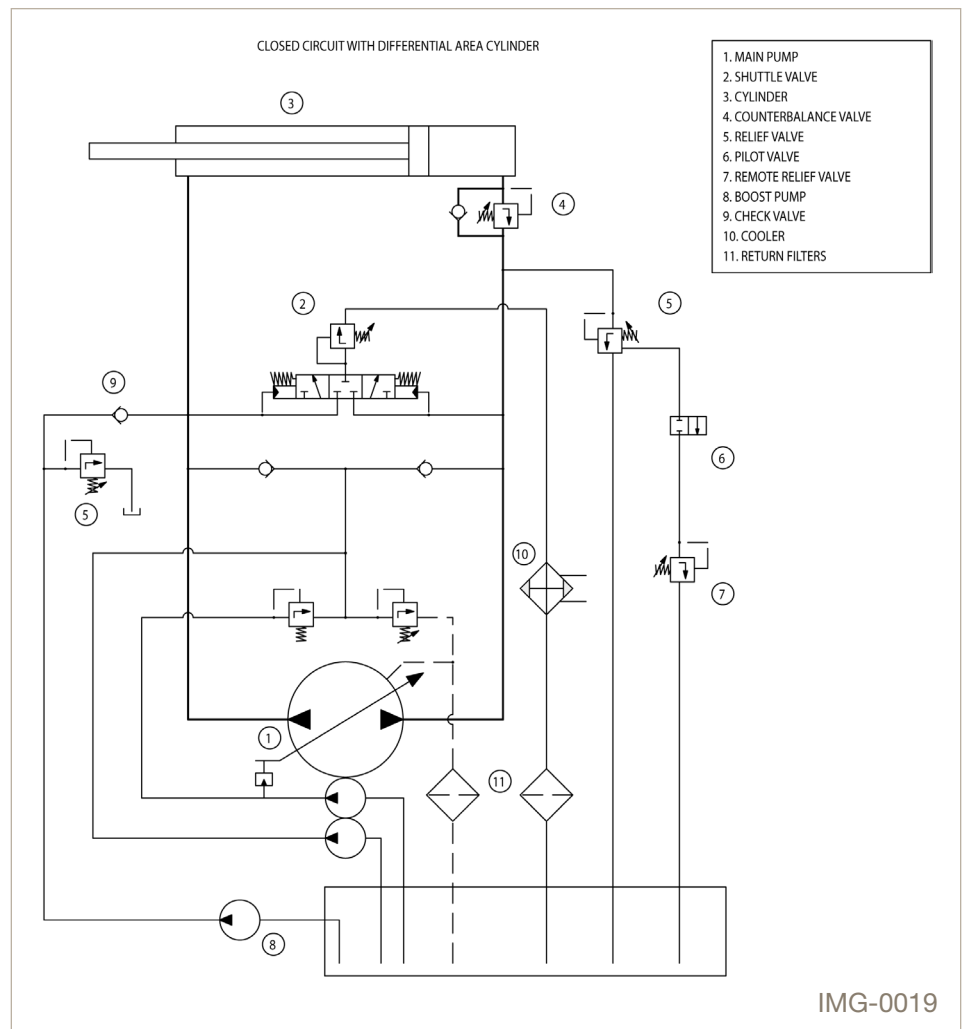 CLOSED CIRCUIT WITH DIFFERENTIAL AREA CYLINDER
1. MAIN PUMP
2. SHUTTLE VALVE
3. CYLINDER
4. COUNTERBALANCE VALVE
5. RELIEF VALVE
6. PILOT VALVE
7. REMOTE RELIEF VALVE
8. BOOST PUMP
9. CHECK VALVE
10. COOLER
11. RETURN FILTERS
3
4
2
5
9
6
5
10
7
1
11
8
IMG-0019